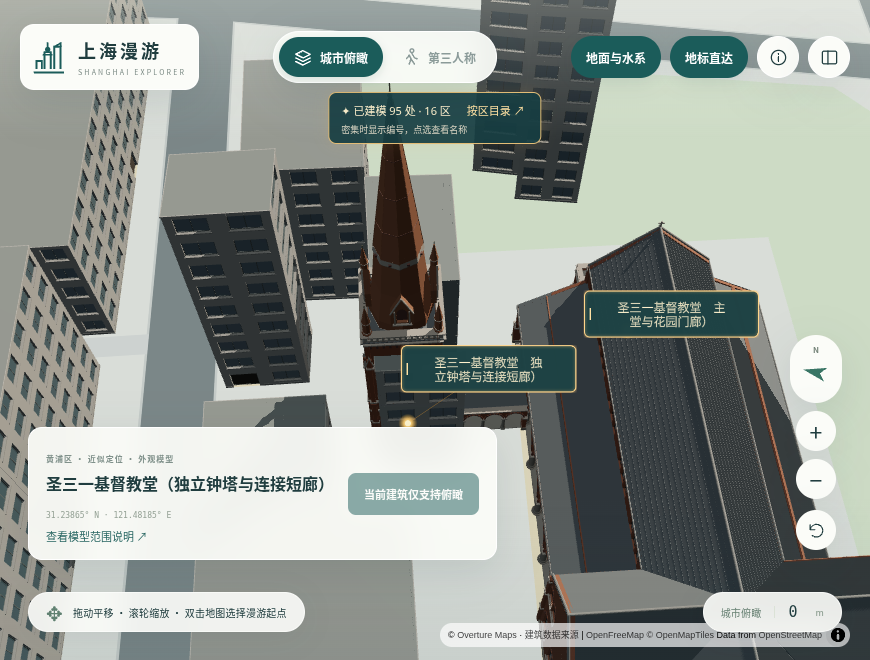 上海漫游
SHANGHAI EXPLORER
城市俯瞰
第三人称
地面与水系
地标直达
✦ 已建模 95 处 · 16 区 按区目录 ↗
密集时显示编号，点选查看名称
圣三一基督教堂 主
堂与花园门廊）
圣三一基督教堂 独
立钟塔与连接短廊）
N
+
−
黄浦区 · 近似定位 · 外观模型
圣三一基督教堂（独立钟塔与连接短廊）
当前建筑仅支持俯瞰
31.23865° N · 121.48185° E
查看模型范围说明 ↗
拖动平移 · 滚轮缩放 · 双击地图选择漫游起点
城市俯瞰 0 m
© Overture Maps · 建筑数据来源 | OpenFreeMap © OpenMapTiles Data from OpenStreetMap